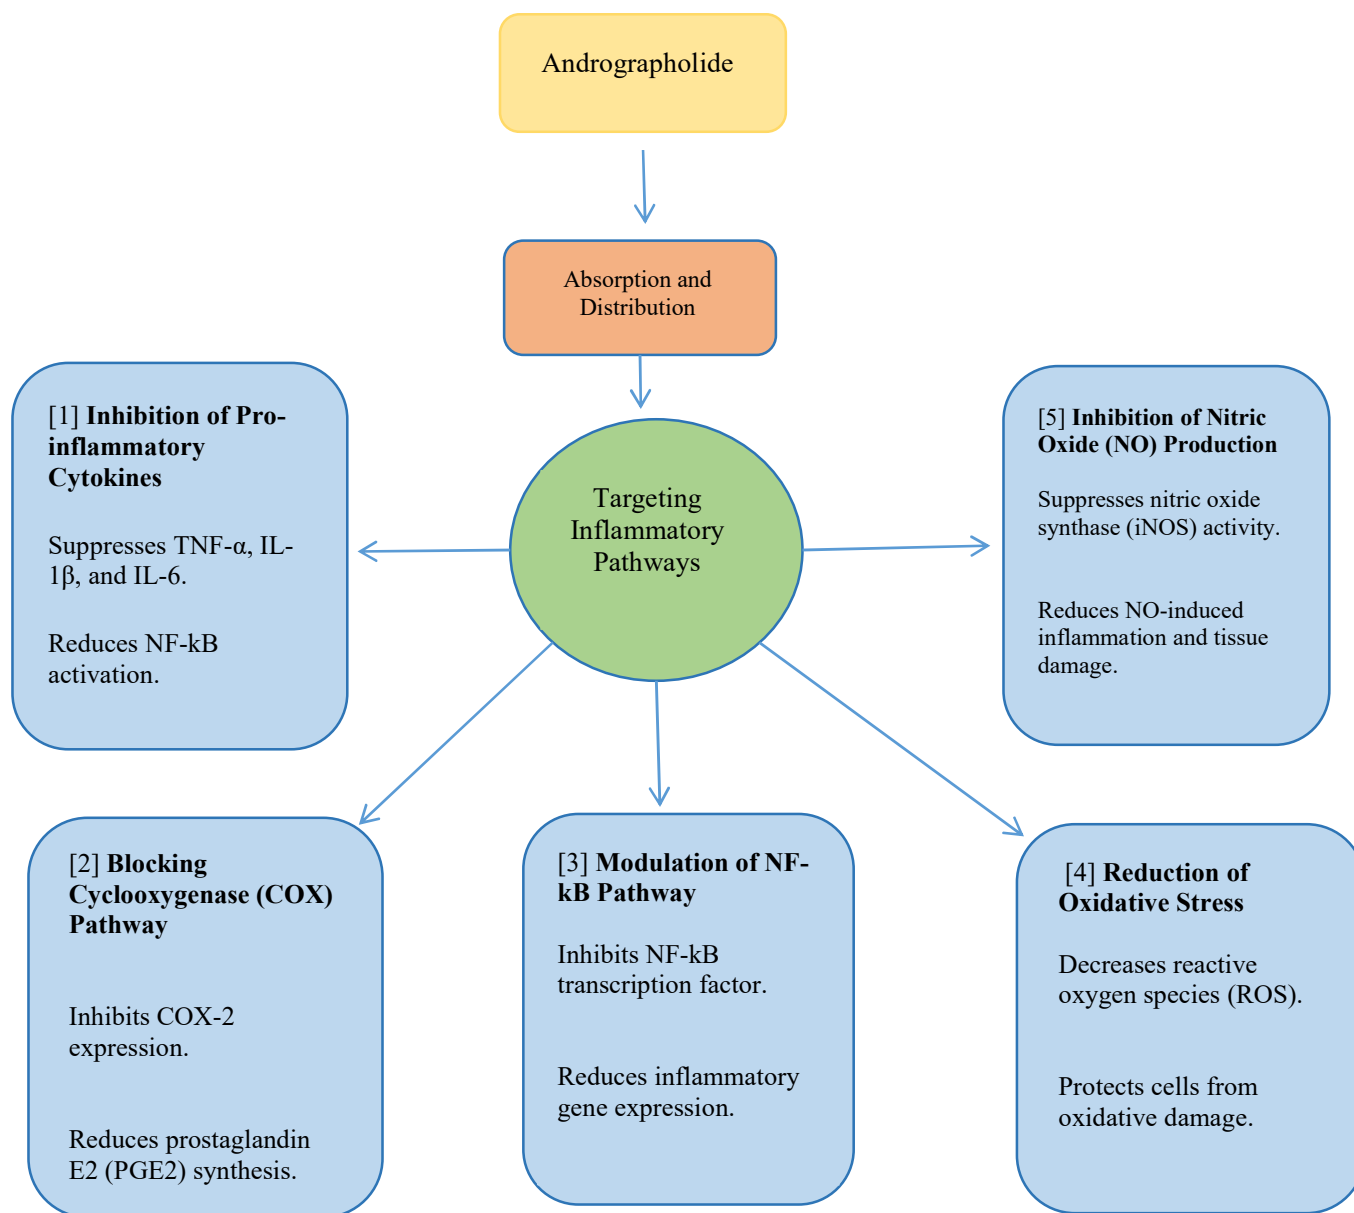 Andrographolide
Absorption and
Distribution
Targeting
Inflammatory
Pathways
[1] Inhibition of Pro-
inflammatory
Cytokines
Suppresses TNF-α, IL-
1β, and IL-6.
Reduces NF-kB
activation.
[5] Inhibition of Nitric
Oxide (NO) Production
Suppresses nitric oxide
synthase (iNOS) activity.
Reduces NO-induced
inflammation and tissue
damage.
[2] Blocking
Cyclooxygenase (COX)
Pathway
Inhibits COX-2
expression.
Reduces prostaglandin
E2 (PGE2) synthesis.
[3] Modulation of NF-
kB Pathway
Inhibits NF-kB
transcription factor.
Reduces inflammatory
gene expression.
[4] Reduction of
Oxidative Stress
Decreases reactive
oxygen species (ROS).
Protects cells from
oxidative damage.